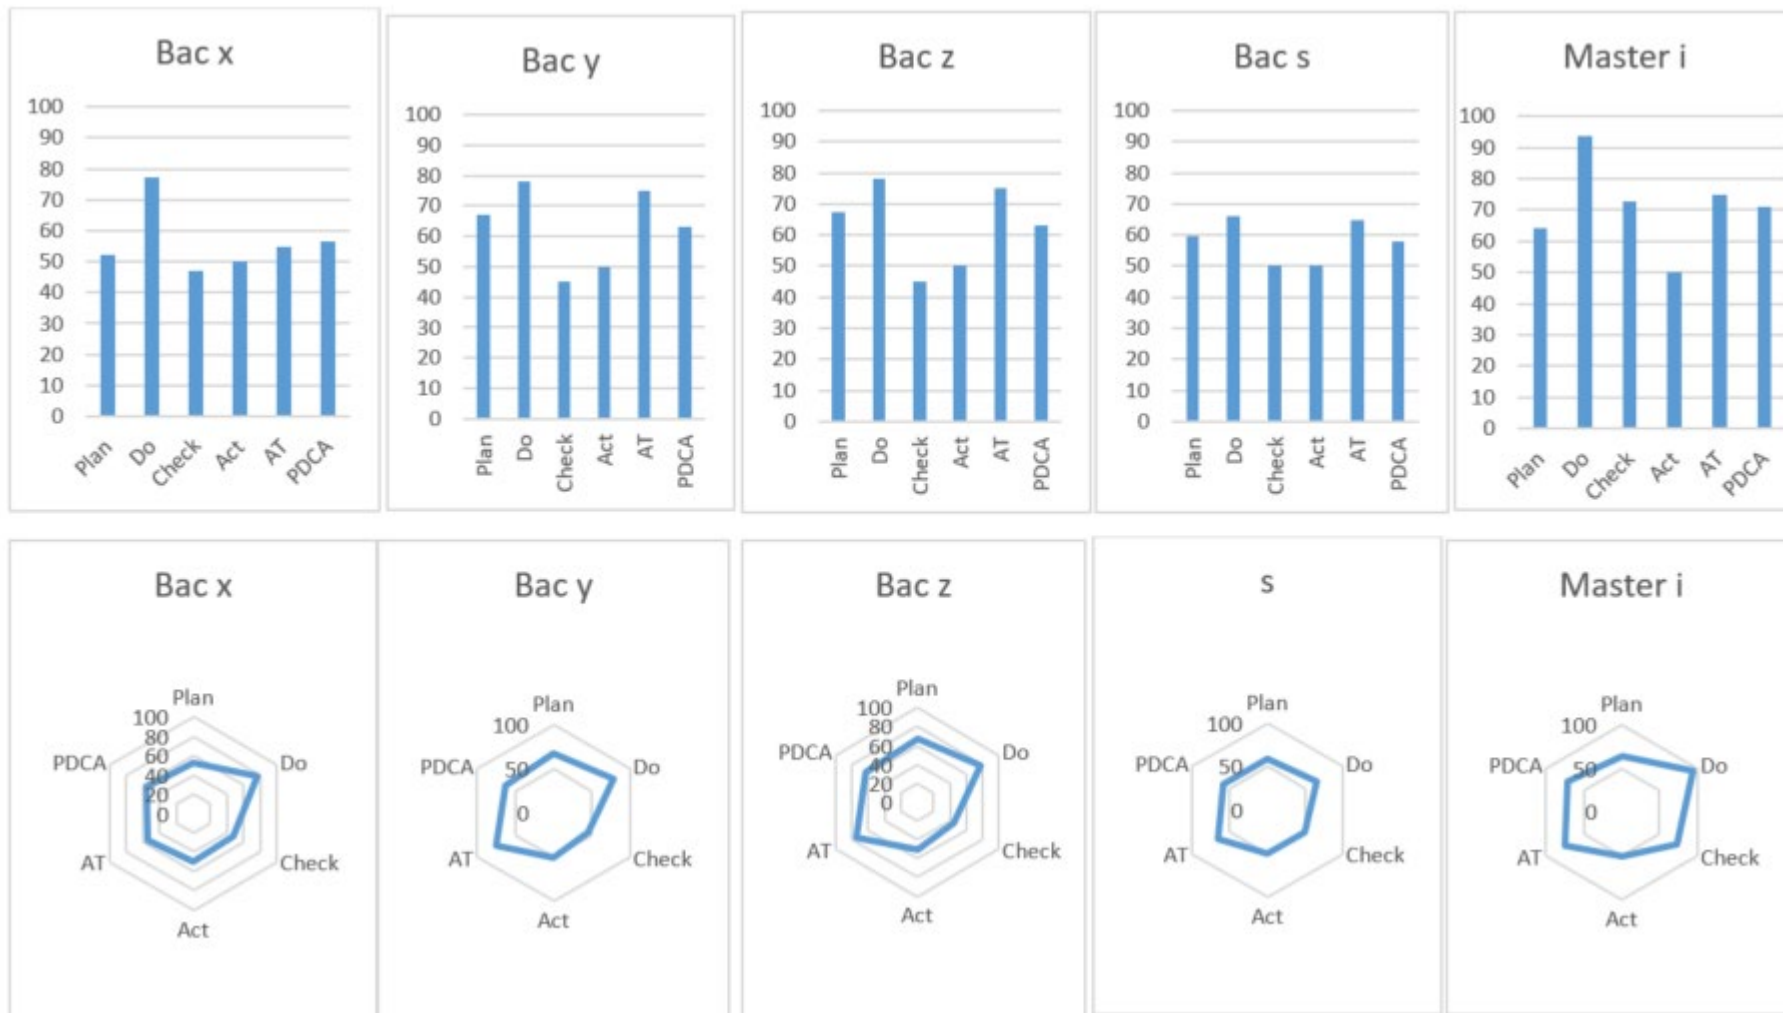 Bac x
100
90
80
70
60
50
40
30
20
10
0
Plan Do Check Act AT PDCA
Bac y
100
90
80
70
60
50
40
30
20
10
0
Plan Do Check Act AT PDCA
Bac z
100
90
80
70
60
50
40
30
20
10
0
Plan Do Check Act AT PDCA
Bac s
100
90
80
70
60
50
40
30
20
10
0
Plan Do Check Act AT PDCA
Master i
100
90
80
70
60
50
40
30
20
10
0
Plan Do Check Act AT PDCA
Bac x
Plan
100
80
60
40
20
0
PDCA Do
AT Check
Act
Bac y
Plan
100
50
0
PDCA Do
AT Check
Act
Bac z
Plan
100
80
60
40
20
0
PDCA Do
AT Check
Act
s
Plan
100
50
0
PDCA Do
AT Check
Act
Master i
Plan
100
50
0
PDCA Do
AT Check
Act